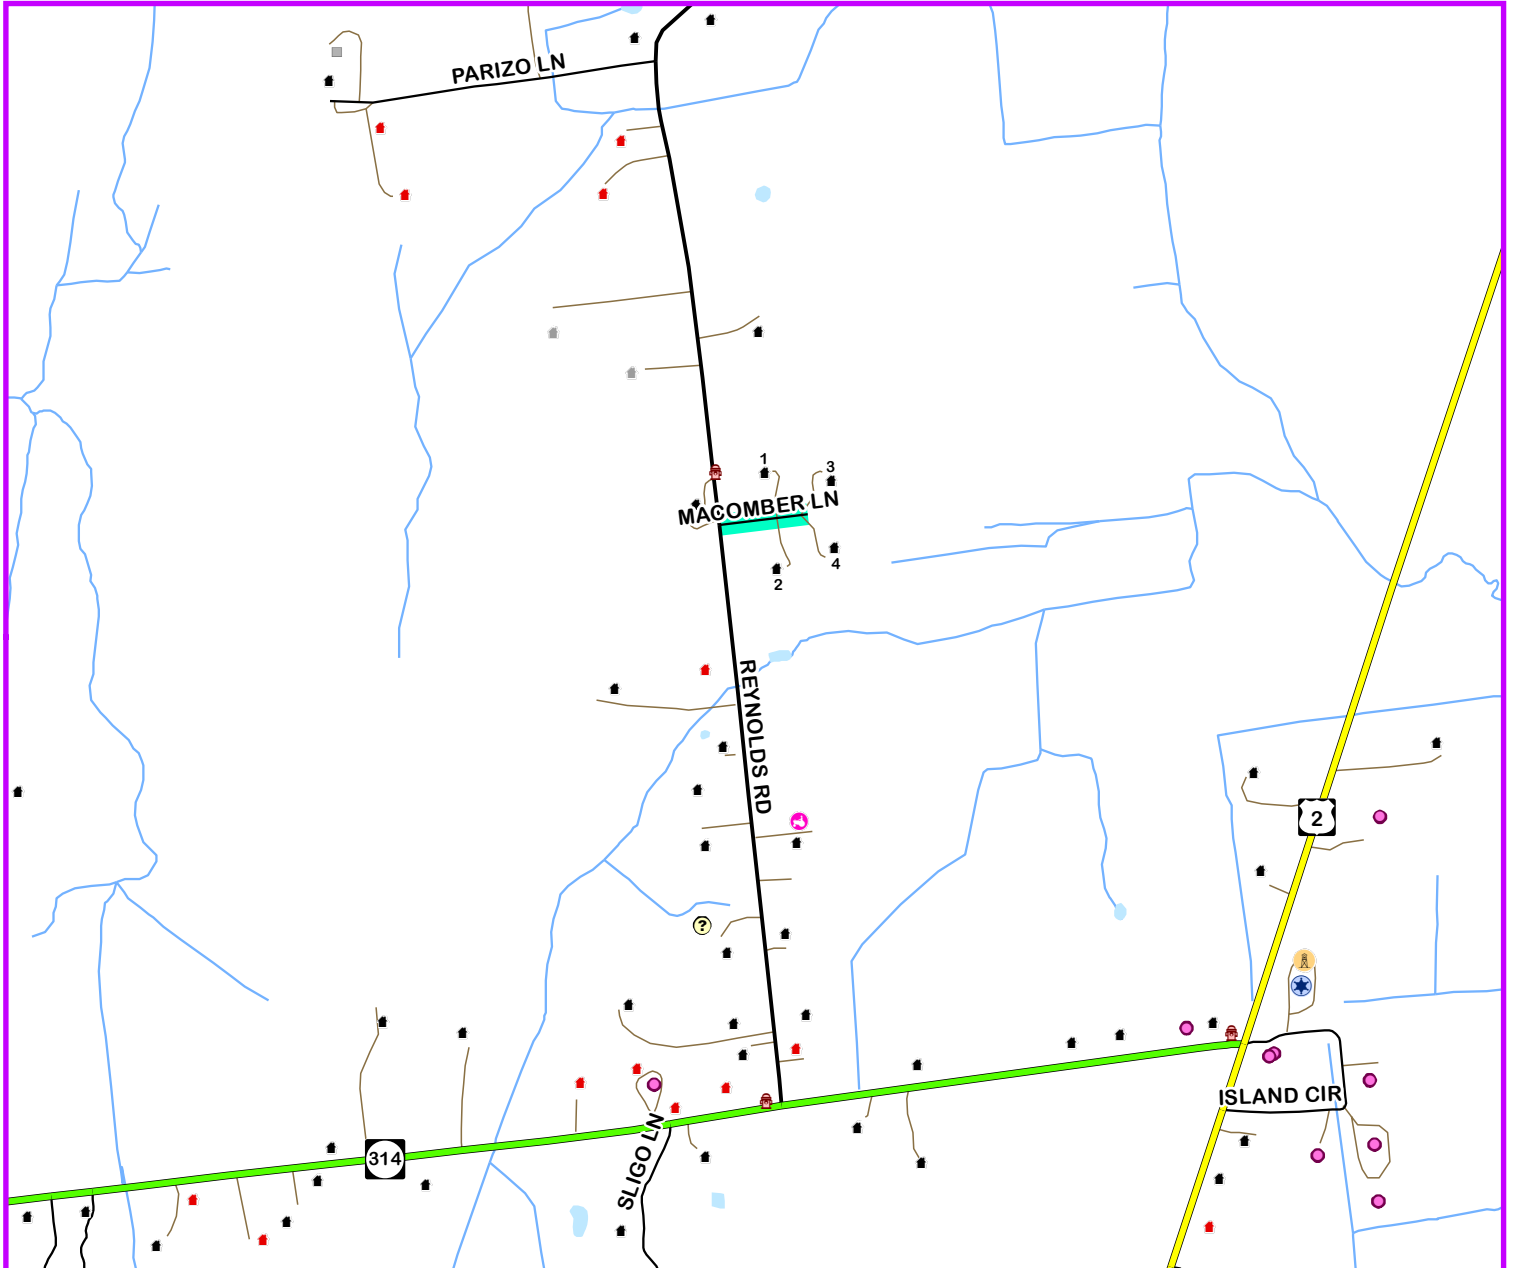 PARIZO LN
1
3
MACOMBER LN
4
2
REYNOLDS RD
2
?
ISLAND CIR
314
SLIGO LN